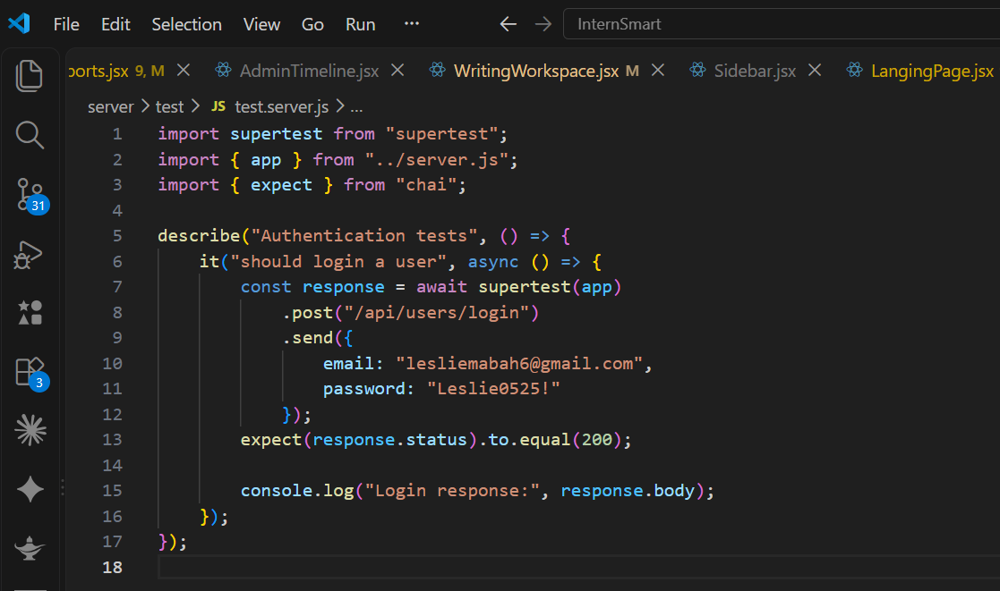 File Edit Selection View Go Run ... ← → InternSmart
ports.jsx 9, M × AdminTimeline.jsx × WritingWorkspace.jsx M × Sidebar.jsx × LangingPage.jsx
server > test > JS test.server.js > ...
1 import supertest from "supertest";
2 import { app } from "../server.js";
3 import { expect } from "chai";
4
5 describe("Authentication tests", () => {
6 it("should login a user", async () => {
7 const response = await supertest(app)
8 .post("/api/users/login")
9 .send({
10 email: "lesliemabah6@gmail.com",
11 password: "Leslie0525!"
12 });
13 expect(response.status).to.equal(200);
14
15 console.log("Login response:", response.body);
16 });
17 });
18
31
3